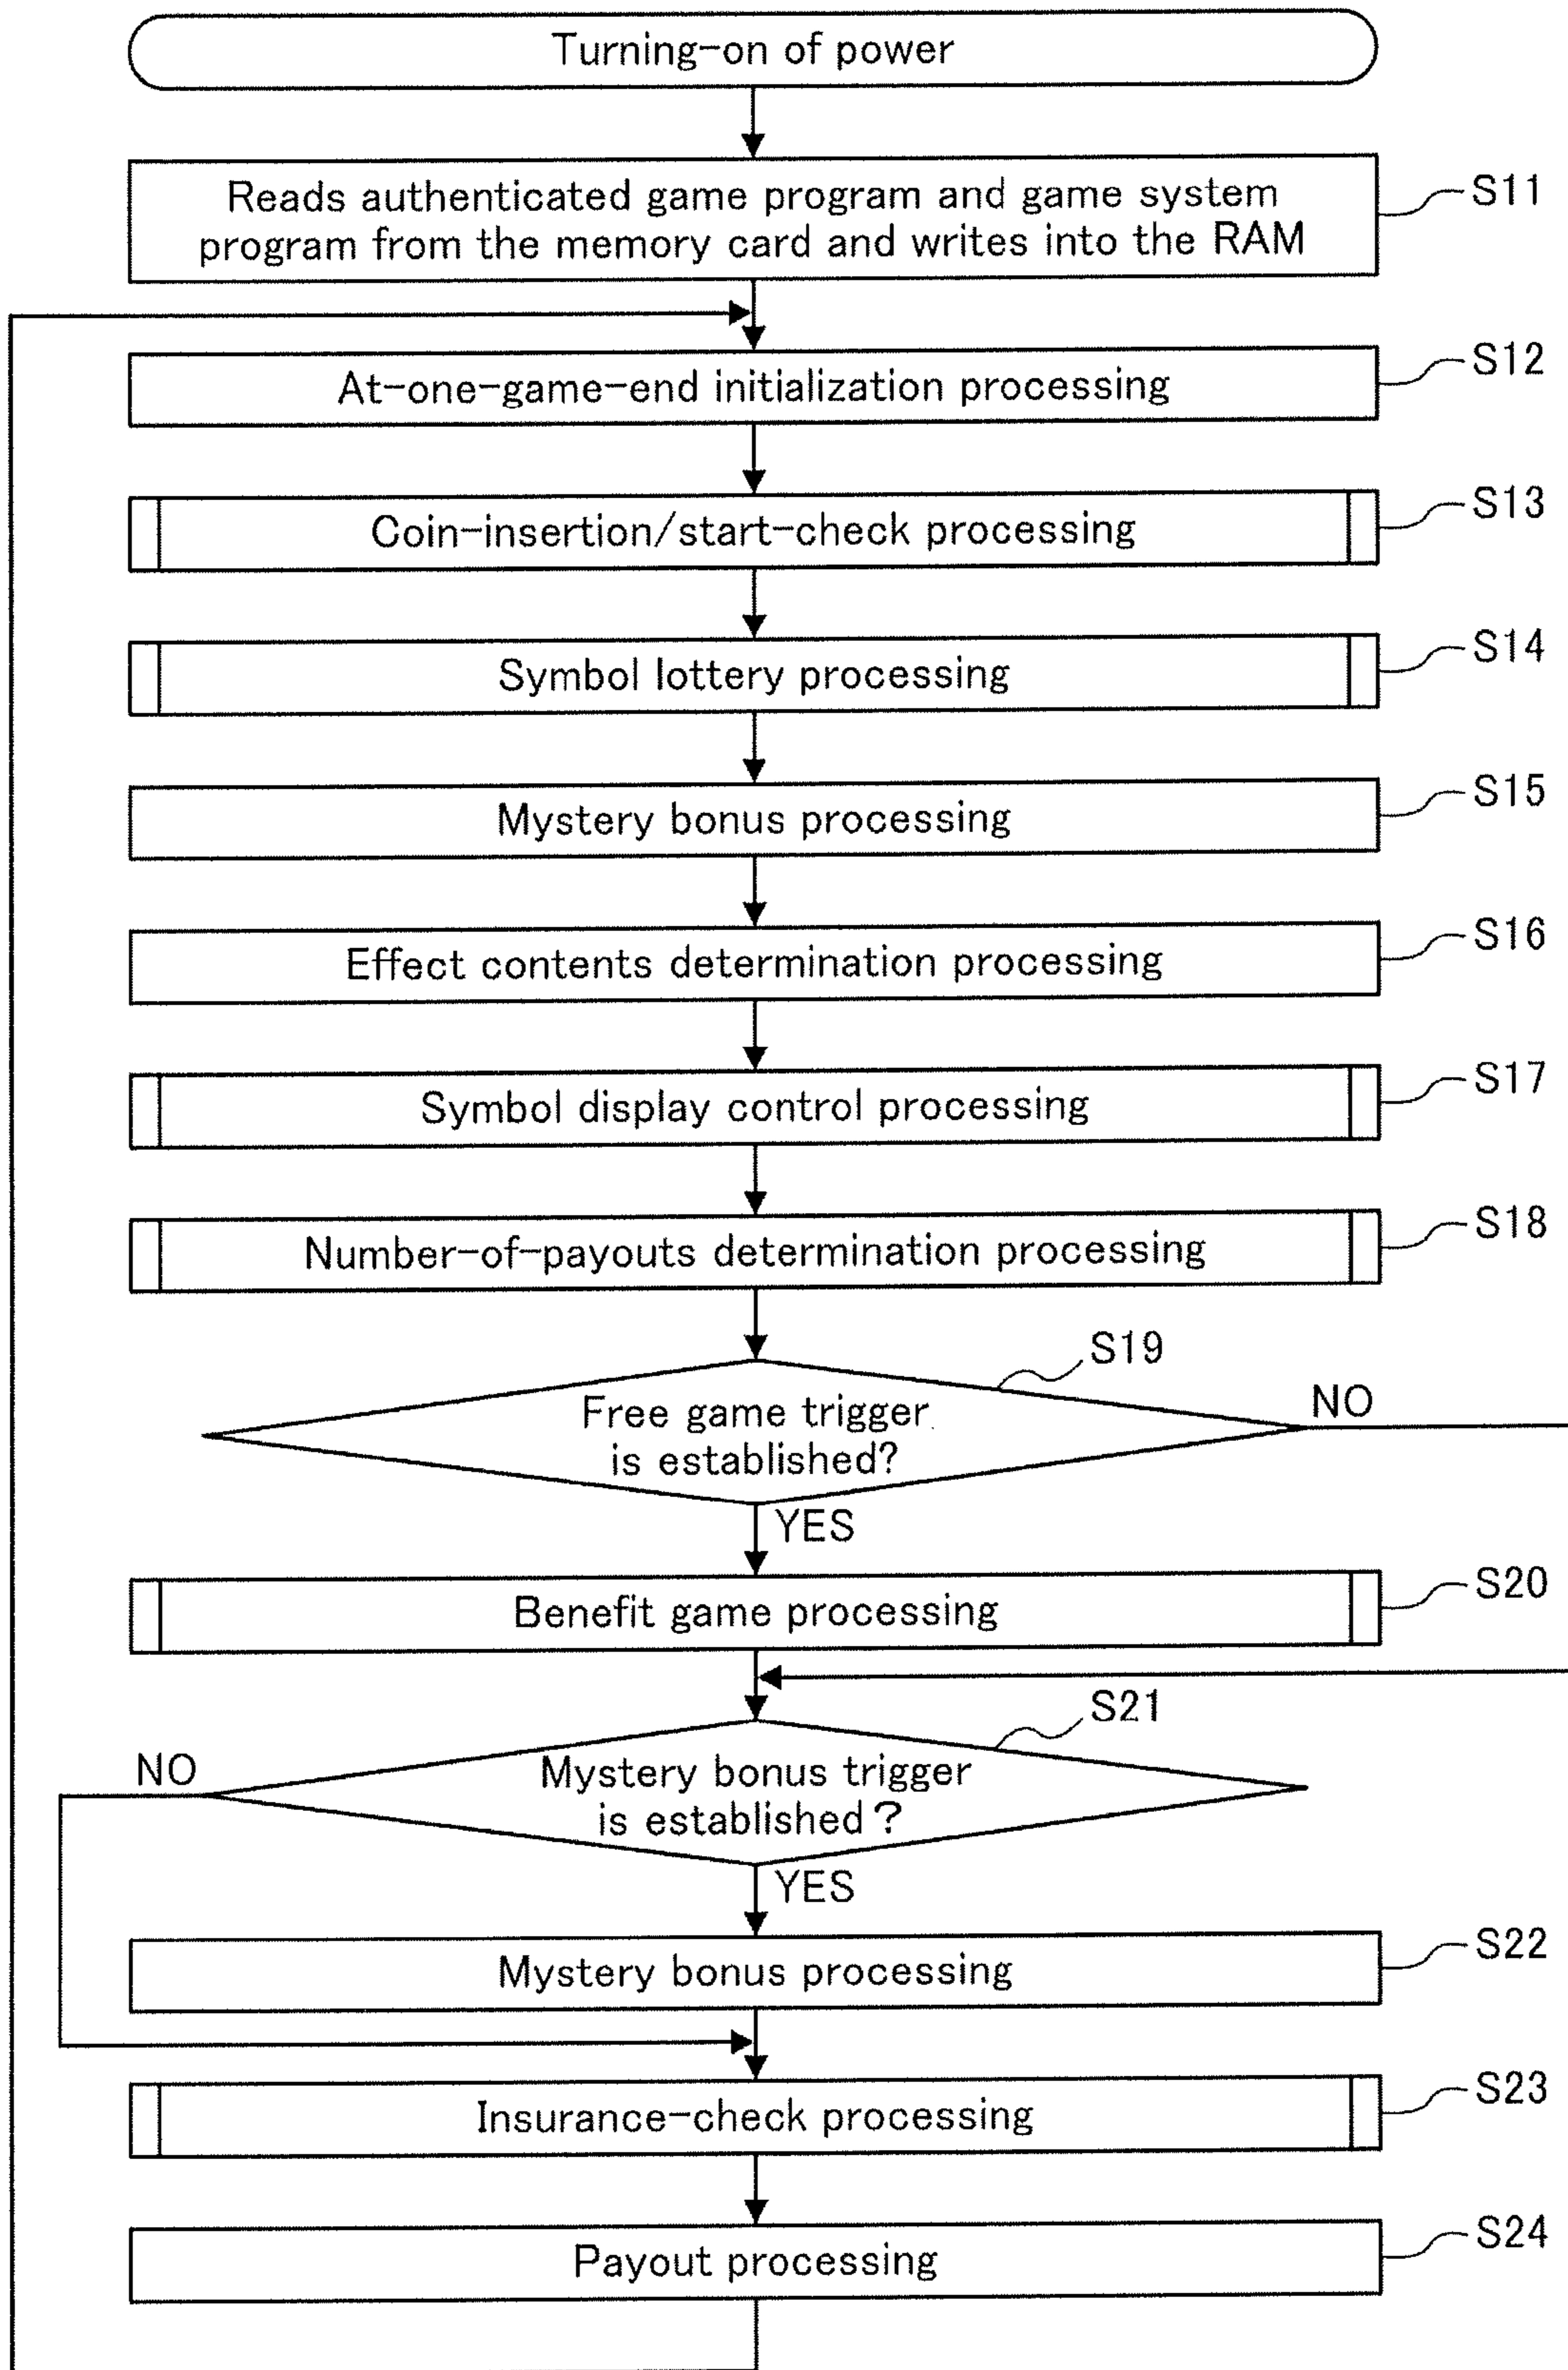 Turning-on of power
Reads authenticated game program and game system
program from the memory card and writes into the RAM
S11
At-one-game-end initialization processing
S12
Coin-insertion/start-check processing
S13
Symbol lottery processing
S14
Mystery bonus processing
S15
Effect contents determination processing
S16
Symbol display control processing
S17
Number-of-payouts determination processing
S18
S19
Free game trigger
is established?
NO
YES
Benefit game processing
S20
S21
NO
Mystery bonus trigger
is established?
YES
Mystery bonus processing
S22
Insurance-check processing
S23
Payout processing
S24